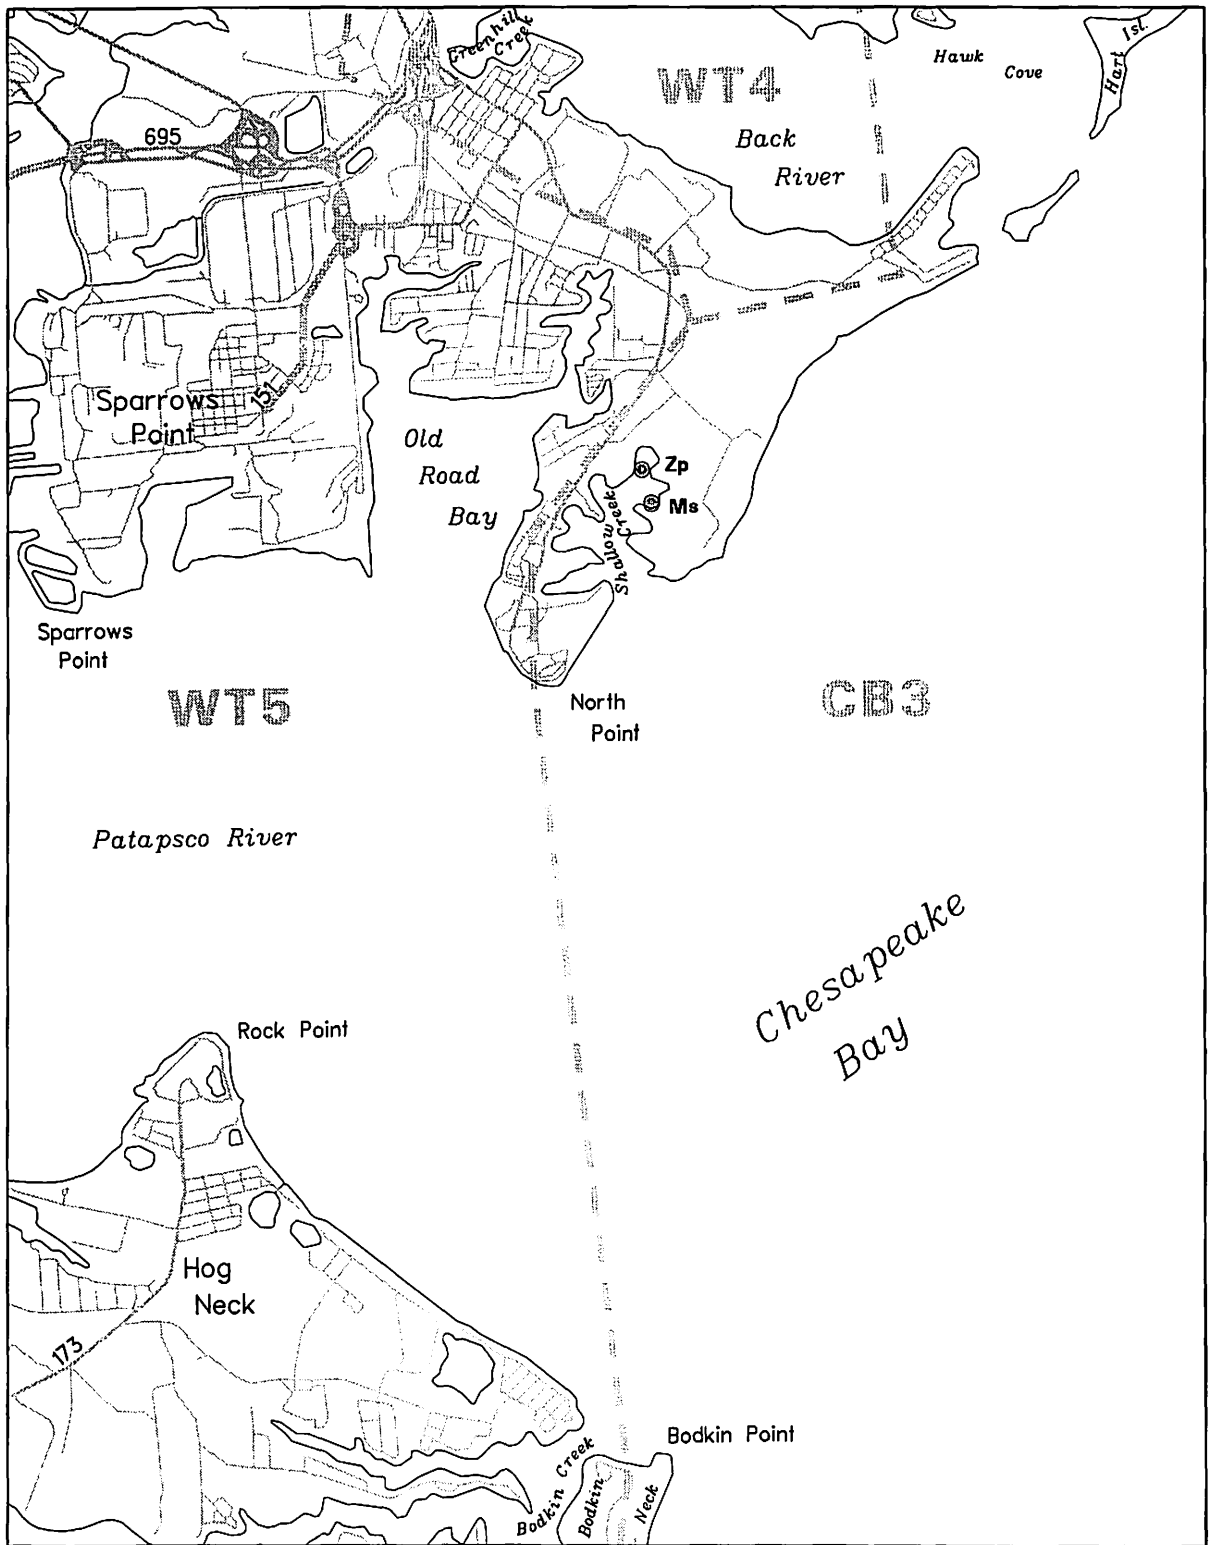 Greenhill
Creek
WT4
Hawk
Cove
Hart
Isl.
695
Back
River
Sparrows
Point
151
Old
Road
Bay
Zp
Ms
Shallow
Creek
Sparrows
Point
WT5
North
Point
CB3
Patapsco River
Chesapeake
Bay
Rock Point
Hog
Neck
173
Bodkin Point
Bodkin Creek
Bodkin
Neck